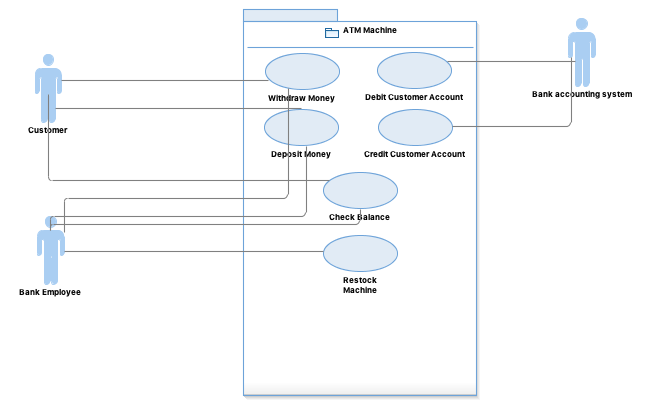 ATM Machine
Withdraw Money
Debit Customer Account
Bank accounting system
Customer
Deposit Money
Credit Customer Account
Check Balance
Bank Employee
Restock
Machine